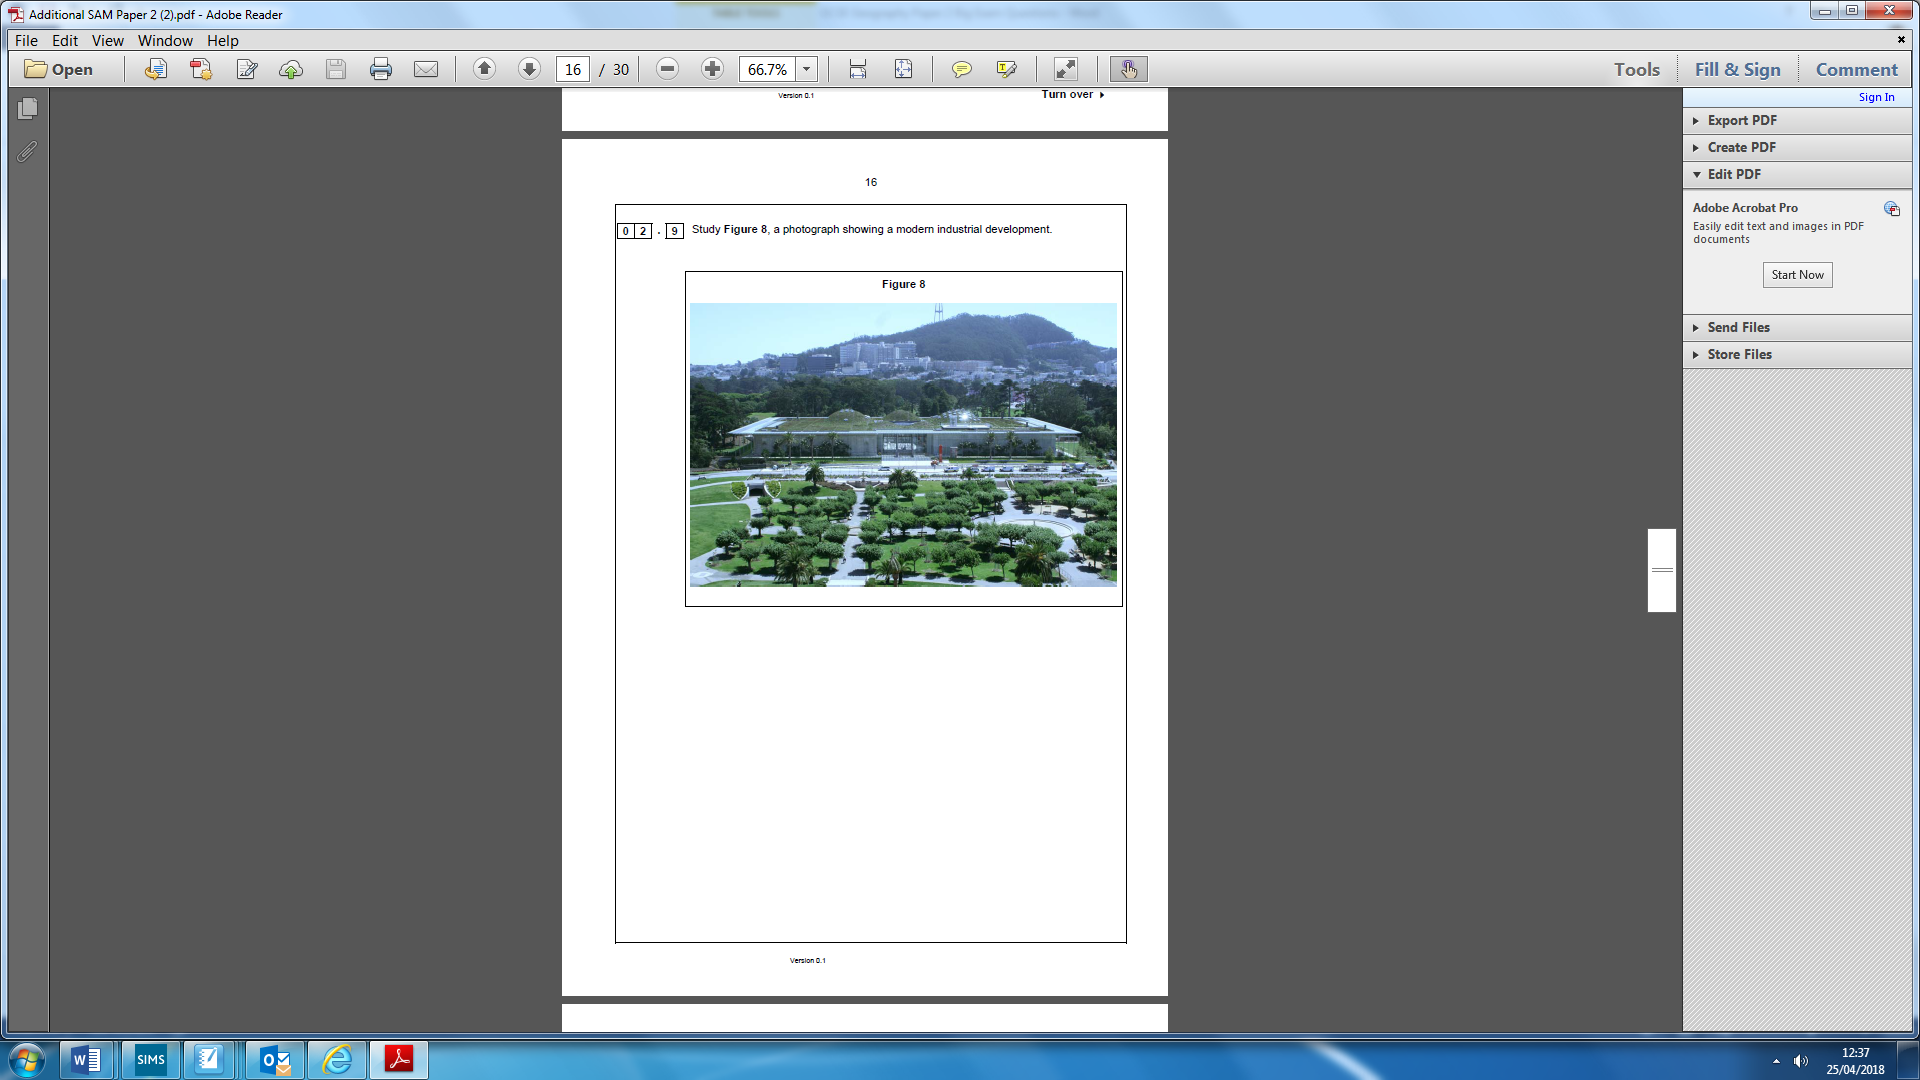 Additional SAM Paper 2 (2).pdf - Adobe Reader
File Edit View Window Help
Open 16 / 30 66.7% Tools Fill & Sign Comment
Sign In
Export PDF
Create PDF
Edit PDF
Adobe Acrobat Pro
Easily edit text and images in PDF
documents
Start Now
Send Files
Store Files
Version 0.1 Turn over
16
0 2 . 9 Study Figure 8, a photograph showing a modern industrial development.
Figure 8
Version 0.1
SIMS
12:37
25/04/2018